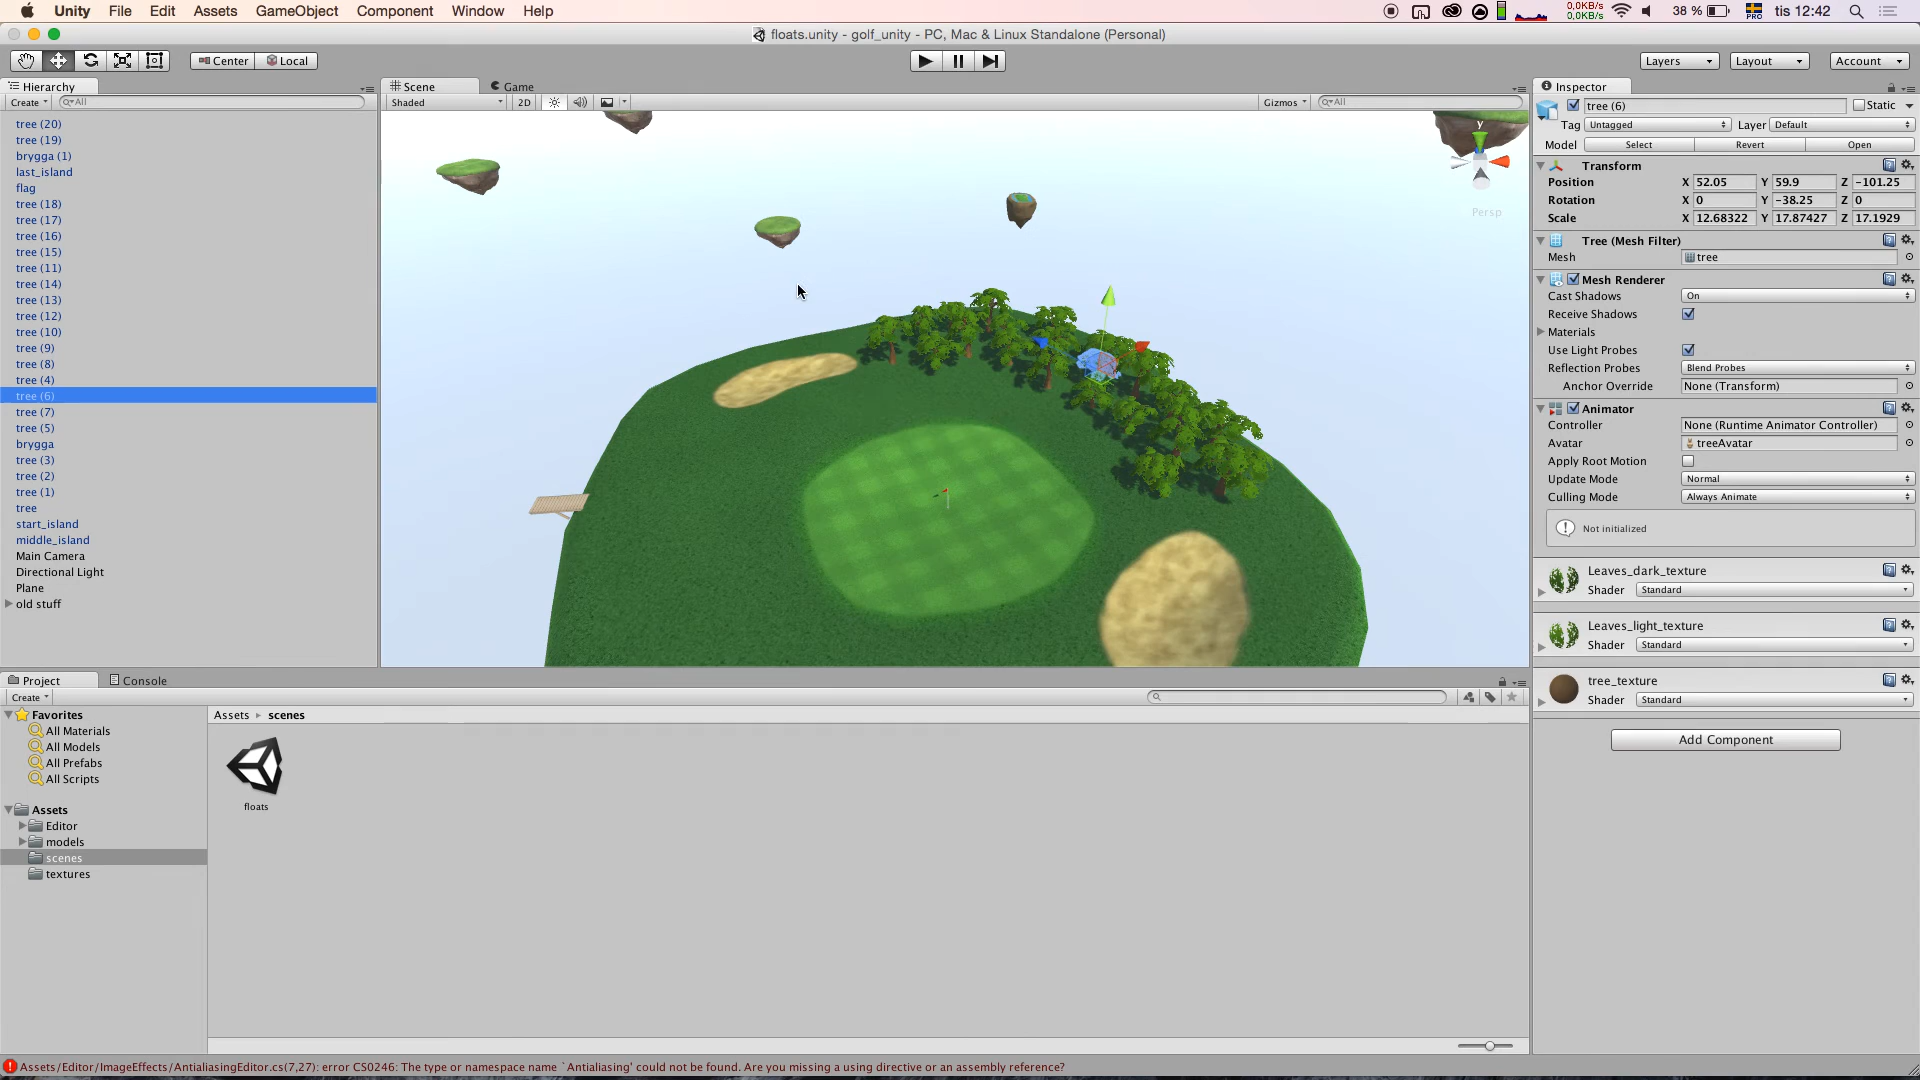 Unity File Edit Assets GameObject Component Window Help
0,0KB/s
0,0KB/s
38 % PRO tis 12:42
floats.unity - golf_unity - PC, Mac & Linux Standalone (Personal)
Center Local
Layers Layout Account
Hierarchy
Create All
tree (20)
tree (19)
brygga (1)
last_island
flag
tree (18)
tree (17)
tree (16)
tree (15)
tree (11)
tree (14)
tree (13)
tree (12)
tree (10)
tree (9)
tree (8)
tree (4)
tree (6)
tree (7)
tree (5)
brygga
tree (3)
tree (2)
tree (1)
tree
start_island
middle_island
Main Camera
Directional Light
Plane
old stuff
Scene Game
Shaded 2D Gizmos All
y
Persp
Inspector
tree (6) Static
Tag Untagged Layer Default
Model Select Revert Open
Transform
Position X 52.05 Y 59.9 Z -101.25
Rotation X 0 Y -38.25 Z 0
Scale X 12.68322 Y 17.87427 Z 17.1929
Tree (Mesh Filter)
Mesh tree
Mesh Renderer
Cast Shadows On
Receive Shadows
Materials
Use Light Probes
Reflection Probes Blend Probes
Anchor Override None (Transform)
Animator
Controller None (Runtime Animator Controller)
Avatar treeAvatar
Apply Root Motion
Update Mode Normal
Culling Mode Always Animate
Not initialized
Leaves_dark_texture
Shader Standard
Leaves_light_texture
Shader Standard
tree_texture
Shader Standard
Add Component
Project Console
Create
Favorites
All Materials
All Models
All Prefabs
All Scripts
Assets
Editor
models
scenes
textures
Assets scenes
floats
Assets/Editor/ImageEffects/AntialiasingEditor.cs(7,27): error CS0246: The type or namespace name `Antialiasing' could not be found. Are you missing a using directive or an assembly reference?